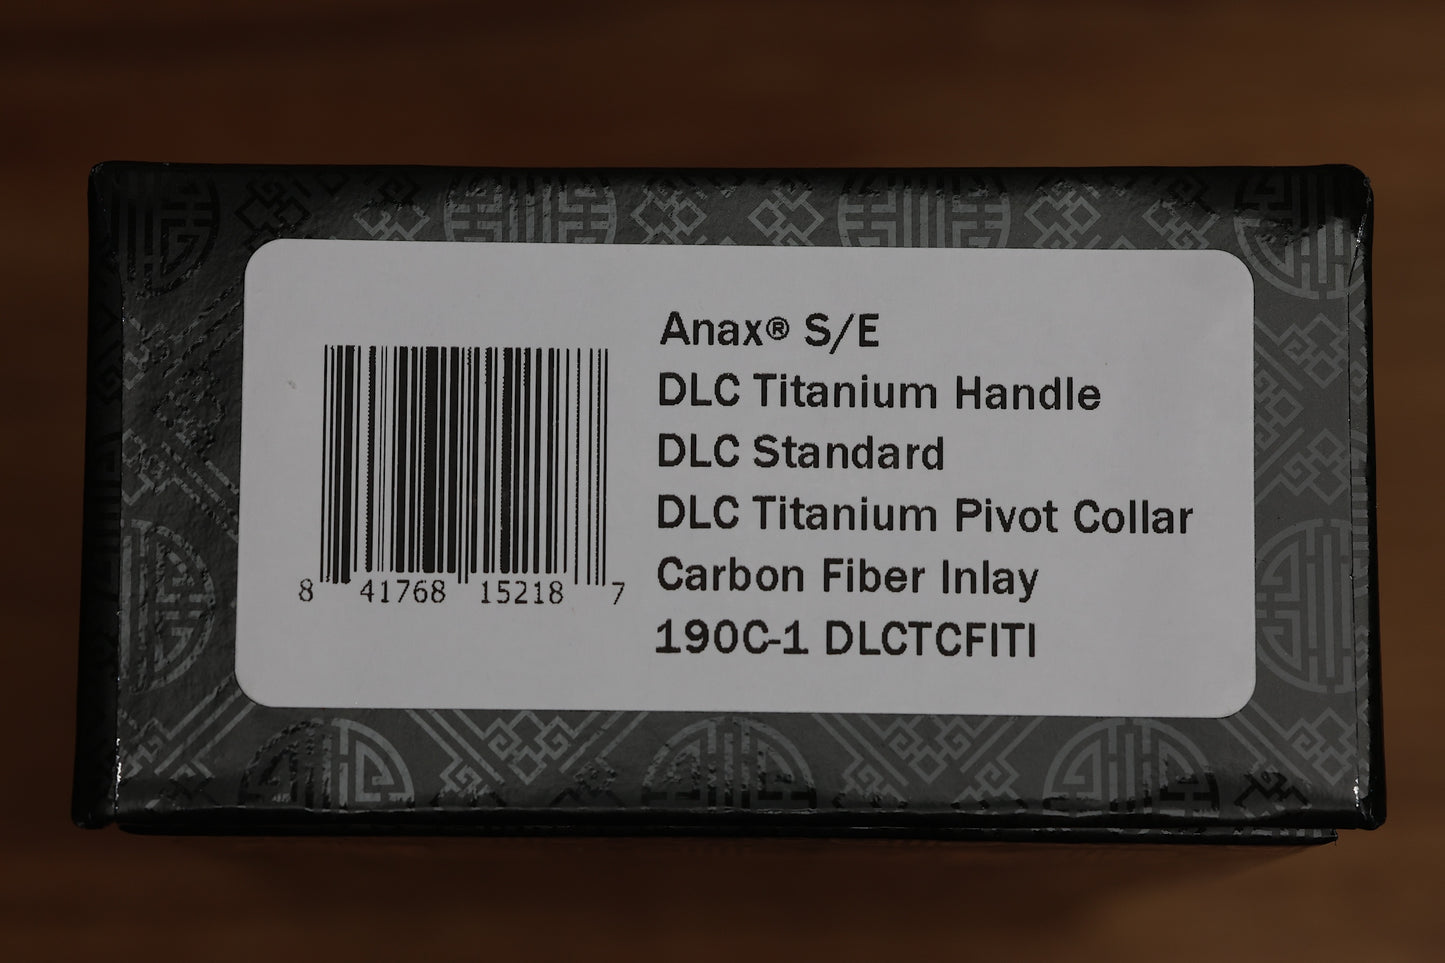 Anax® S/E
DLC Titanium Handle
DLC Standard
DLC Titanium Pivot Collar
Carbon Fiber Inlay
190C-1 DLCTCFITI
8 41768 15218 7